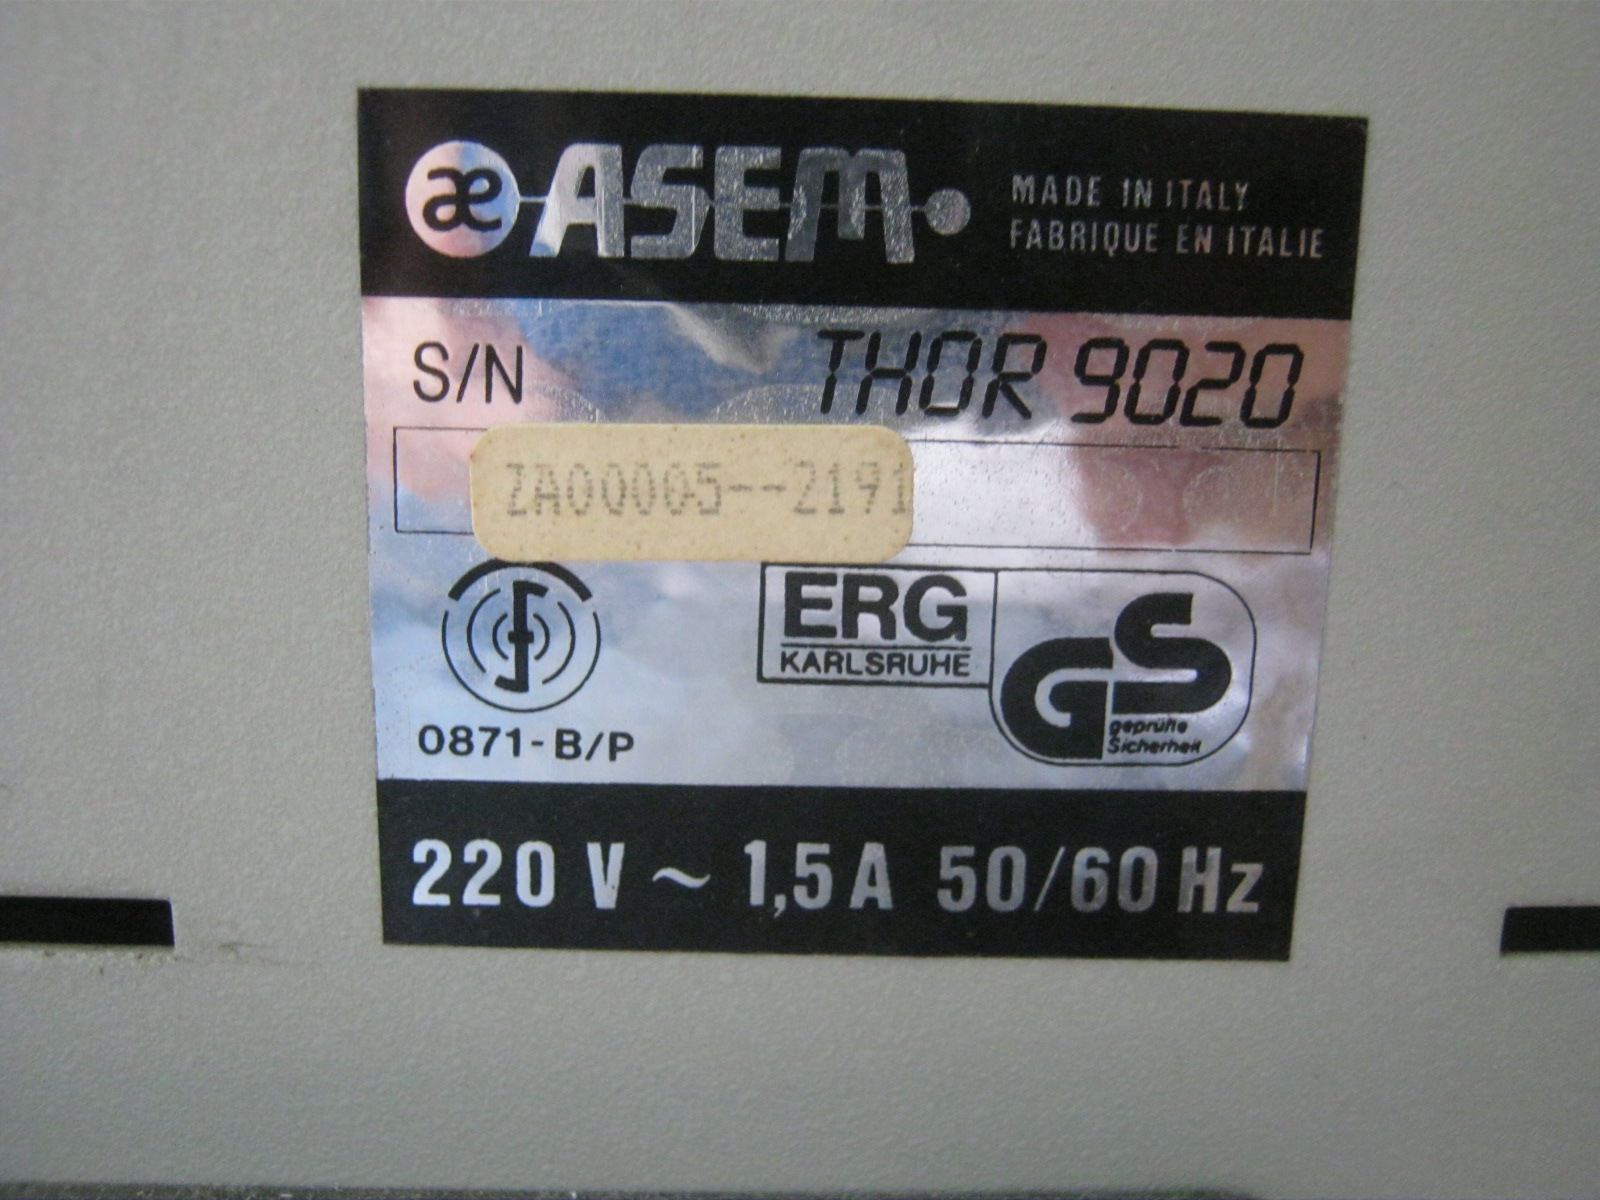 æ ASEM
MADE IN ITALY
FABRIQUE EN ITALIE
S/N
THOR 9020
ZA00005--2191
0871-B/P
ERG
KARLSRUHE
GS
geprüfte
Sicherheit
220 V ~ 1,5 A 50/60 Hz